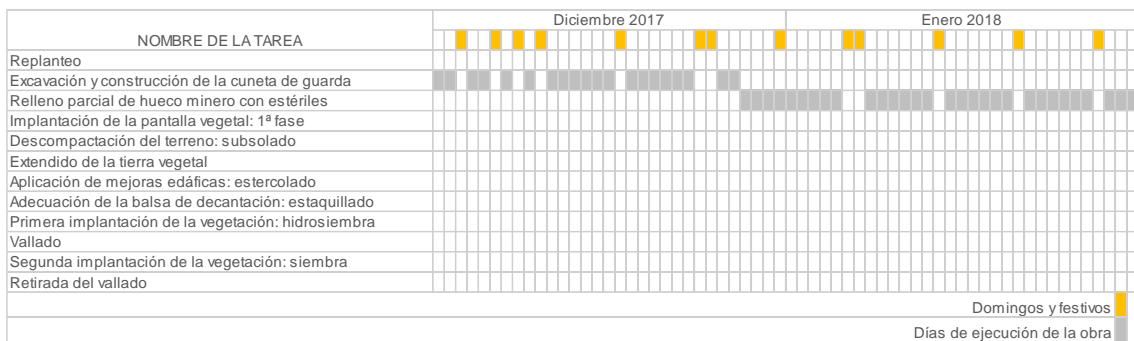 Diciembre 2017
Enero 2018
NOMBRE DE LA TAREA
Replanteo
Excavación y construcción de la cuneta de guarda
Relleno parcial de hueco minero con estériles
Implantación de la pantalla vegetal: 1ª fase
Descompactación del terreno: subsolado
Extendido de la tierra vegetal
Aplicación de mejoras edáficas: estercolado
Adecuación de la balsa de decantación: estaquillado
Primera implantación de la vegetación: hidrosiembra
Vallado
Segunda implantación de la vegetación: siembra
Retirada del vallado
Domingos y festivos
Días de ejecución de la obra